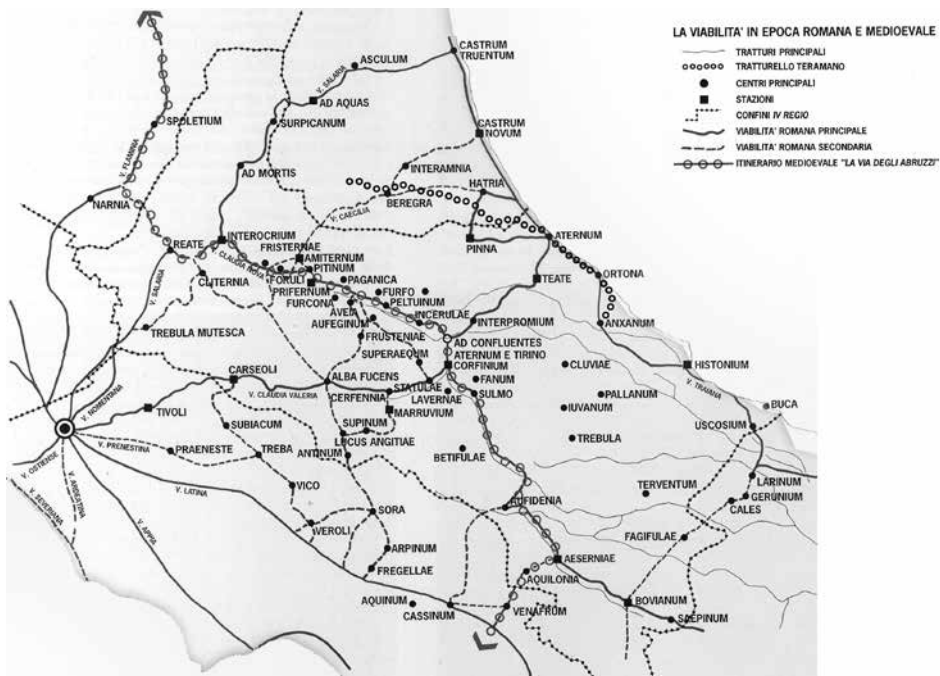 LA VIABILITA' IN EPOCA ROMANA E MEDIOEVALE
TRATTURI PRINCIPALI
TRATTURELLO TERAMANO
CENTRI PRINCIPALI
STAZIONI
CONFINI IV REGIO
VIABILITA' ROMANA PRINCIPALE
VIABILITA' ROMANA SECONDARIA
ITINERARIO MEDIOEVALE "LA VIA DEGLI ABRUZZI"
CASTRUM
TRUENTUM
ASCULUM
V. SALARIA
AD AQUAS
SURPICANUM
SPOLETIUM
V. FLAMINIA
CASTRUM
NOVUM
INTERAMNIA
AD MORTIS
HATRIA
BEREGRA
NARNIA
V. CAECILIA
PINNA
ATERNUM
INTEROCRIUM
REATE
FRISTERNAE
AMITERNUM
V. CLAUDIA NOVA
PITINUM
FORULI
PRIFERNUM
PAGANICA
FURCONA
FURFO
TEATE
ORTONA
CLITERNIA
V. SALARIA
AVEIA
PELTUINUM
AUFEGINUM
INCERULAE
INTERPROMIUM
ANXANUM
TREBULA MUTESCA
FRUSTENIAE
SUPERAEQUM
AD CONFLUENTES
ATERNUM E TIRINO
CORFINIUM
CLUVIAE
HISTONIUM
CARSEOLI
ALBA FUCENS
STATULAE
FANUM
V. TRAIANA
V. NOMENTANA
V. CLAUDIA VALERIA
CERFENNIA
LAVERNAE
SULMO
PALLANUM
BUCA
TIVOLI
MARRUVIUM
IUVANUM
SUBIACUM
SUPINUM
USCOSIUM
LUCUS ANGITIAE
V. PRENESTINA
PRAENESTE
TREBA
ANTINUM
BETIFULAE
TREBULA
V. OSTIENSE
V. SEVERIANA
V. ARDEATINA
V. LATINA
V. APPIA
VICO
TERVENTUM
LARINUM
GERUNIUM
CALES
AUFIDENIA
VEROLI
SORA
FAGIFULAE
ARPINUM
AESERNIAE
FREGELLAE
AQUILONIA
AQUINUM
CASSINUM
VENAFRUM
BOVIANUM
SAEPINUM